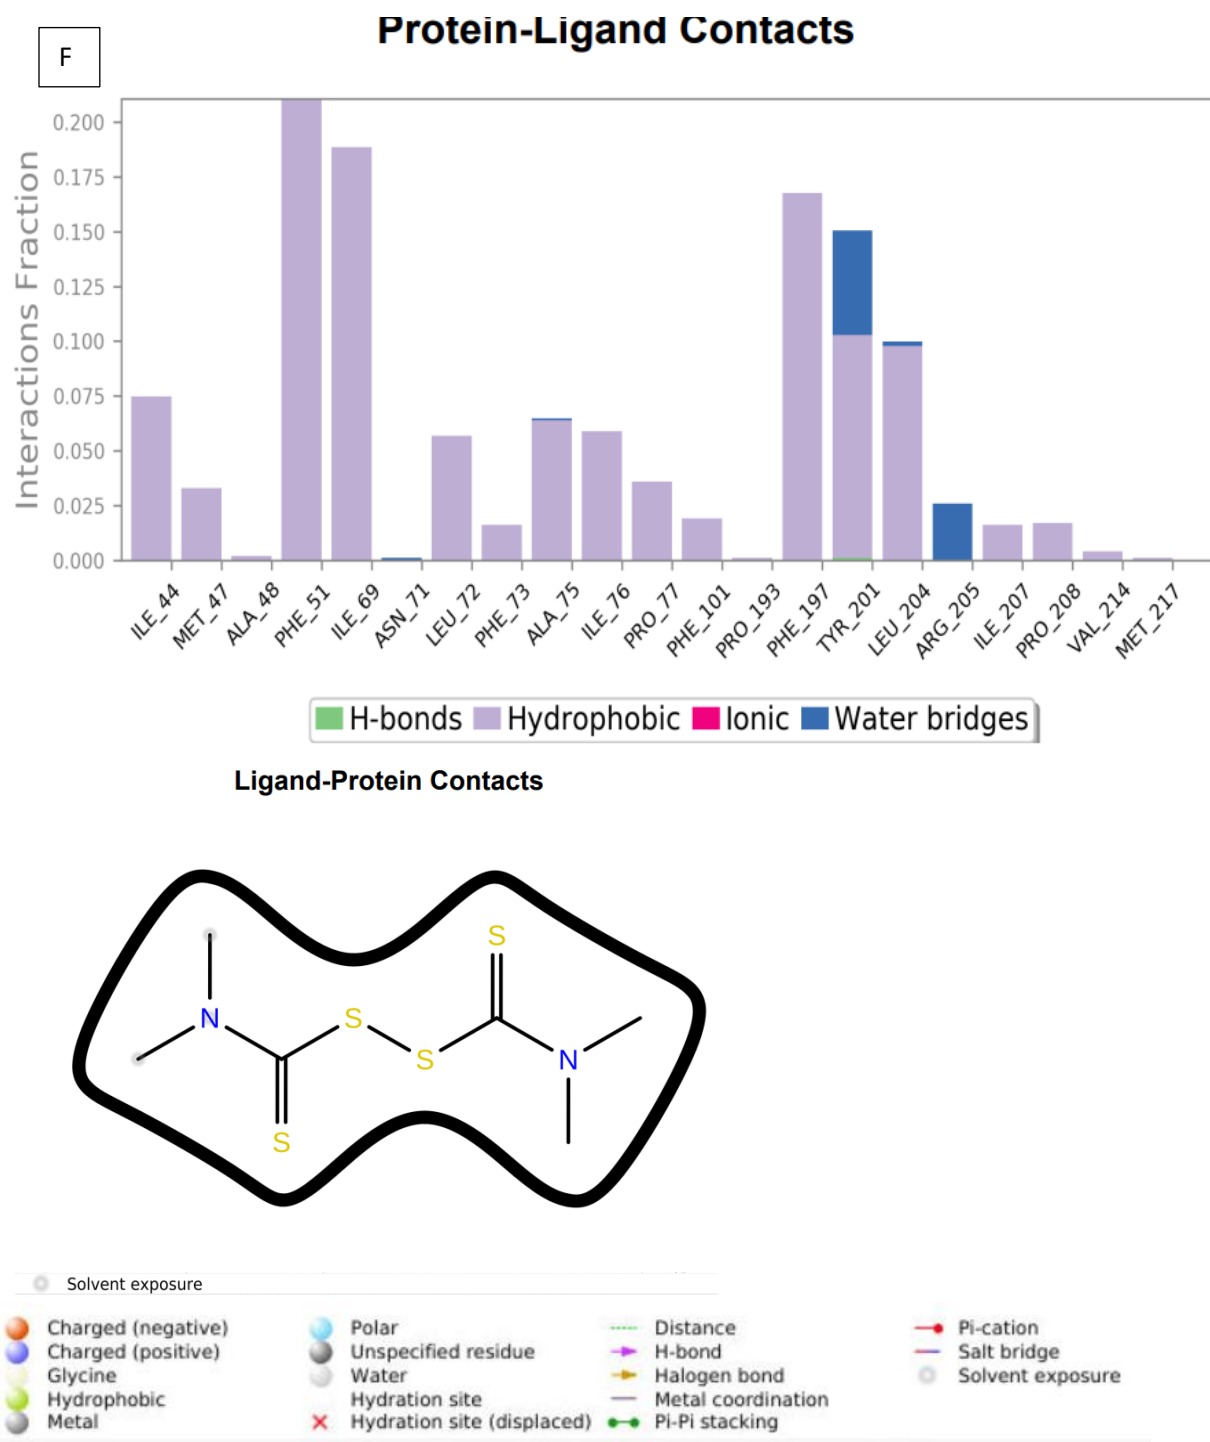 Protein-Ligand Contacts
F
Interactions Fraction
0.200
0.175
0.150
0.125
0.100
0.075
0.050
0.025
0.000
ILE_44 MET_47 ALA_48 PHE_51 ILE_69 ASN_71 LEU_72 PHE_73 ALA_75 ILE_76 PRO_77 PHE_101 PRO_193 PHE_197 TYR_201 LEU_204 ARG_205 ILE_207 PRO_208 VAL_214 MET_217
H-bonds Hydrophobic Ionic Water bridges
Ligand-Protein Contacts
S
N S
S N
S
Solvent exposure
Charged (negative) Polar Distance Pi-cation
Charged (positive) Unspecified residue H-bond Salt bridge
Glycine Water Halogen bond Solvent exposure
Hydrophobic Hydration site Metal coordination
Metal Hydration site (displaced) Pi-Pi stacking